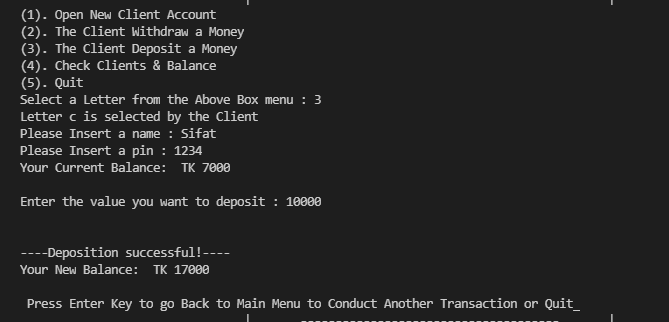 (1). Open New Client Account
(2). The Client Withdraw a Money
(3). The Client Deposit a Money
(4). Check Clients & Balance
(5). Quit
Select a Letter from the Above Box menu : 3
Letter c is selected by the Client
Please Insert a name : Sifat
Please Insert a pin : 1234
Your Current Balance:  TK 7000
Enter the value you want to deposit : 10000
----Deposition successful!----
Your New Balance:  TK 17000
Press Enter Key to go Back to Main Menu to Conduct Another Transaction or Quit_